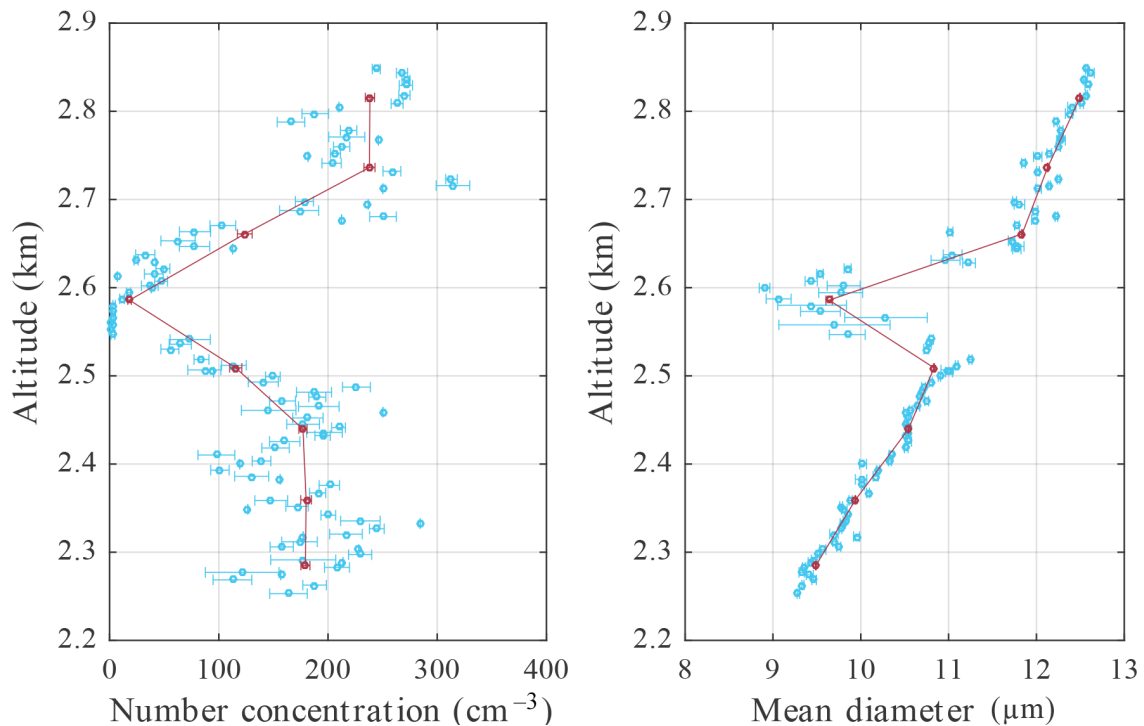 2.9
2.8
2.7
2.6
2.5
2.4
2.3
2.2
Altitude (km)
0 100 200 300 400
Number concentration (cm⁻³)
2.9
2.8
2.7
2.6
2.5
2.4
2.3
2.2
Altitude (km)
8 9 10 11 12 13
Mean diameter (µm)